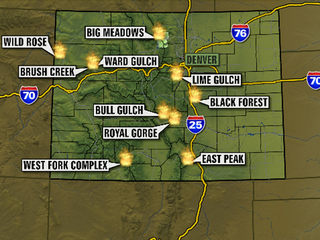 BIG MEADOWS
76
WILD ROSE
DENVER
WARD GULCH
BRUSH CREEK
LIME GULCH
70
70
BLACK FOREST
BULL GULCH
25
ROYAL GORGE
WEST FORK COMPLEX
EAST PEAK